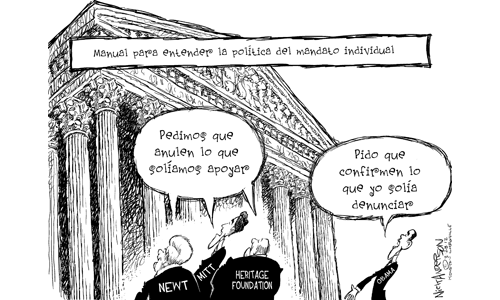 Manual para entender la política del mandato individual
Pedimos que
anulen lo que
solíamos apoyar
Pido que
confirmen lo
que yo solía
denunciar
NEWT
MITT
HERITAGE
FOUNDATION
OBAMA